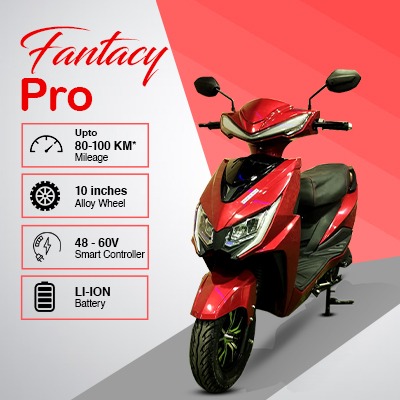 Fantacy
Pro
Upto
80-100 KM*
Mileage
10 inches
Alloy Wheel
48 - 60V
Smart Controller
LI-ION
Battery